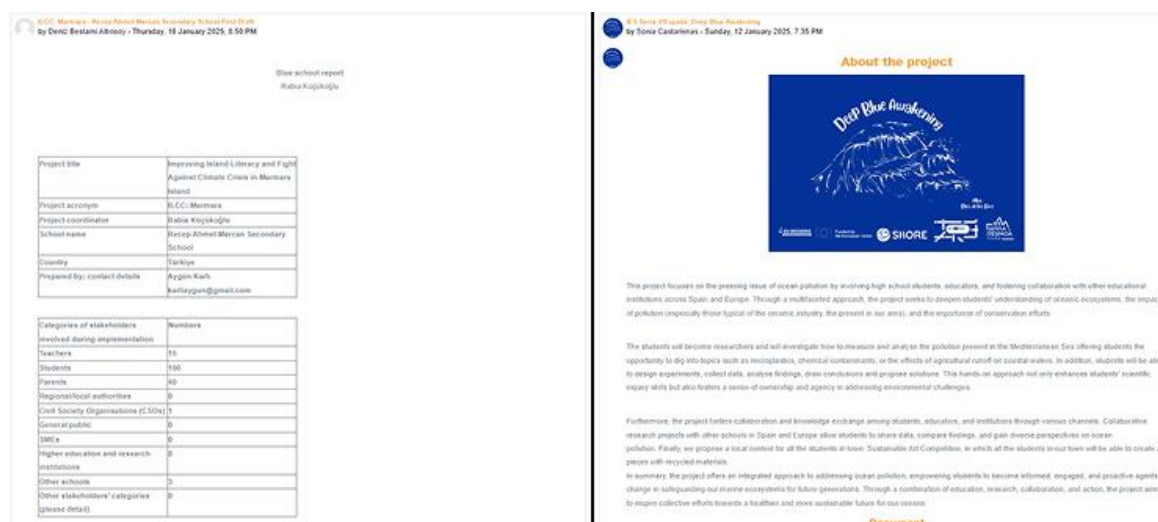 ILCC: Marmara - Recep Ahmet Mercan Secondary School First Draft
by Deniz Bestami Altınsoy - Thursday, 16 January 2025, 8:50 PM
Blue school report
Rabia Koçukoğlu
Project title
Improving Island Literacy and Fight
Against Climate Crisis in Marmara
Island
Project acronym
ILCC: Marmara
Project coordinator
Rabia Koçukoğlu
School name
Recep Ahmet Mercan Secondary
School
Country
Türkiye
Prepared by; contact details
Aygün Karlı
karliaygun@gmail.com
Categories of stakeholders
involved during implementation
Numbers
Teachers
15
Students
100
Parents
40
Regional/local authorities
0
Civil Society Organisations (CSOs)
1
General public
0
SMEs
0
Higher education and research
institutions
0
Other schools
3
Other stakeholders' categories
(please detail)
0
IES Serra d'Espadà: Deep Blue Awakening
by Sonia Castarlenas - Sunday, 12 January 2025, 7:35 PM
About the project
Deep Blue Awakening
SHORE
This project focuses on the pressing issue of ocean pollution by involving high school students, educators, and fostering collaboration with other educational
institutions across Spain and Europe. Through a multifaceted approach, the project seeks to deepen students' understanding of oceanic ecosystems, the impac
of pollution (especially those typical of the ceramic industry, the present in our area), and the importance of conservation efforts.
The students will become researchers and will investigate how to measure and analyse the pollution present in the Mediterranean Sea offering students the
opportunity to dig into topics such as microplastics, chemical contaminants, or the effects of agricultural runoff on coastal waters. In addition, students will be abl
to design experiments, collect data, analyse findings, draw conclusions and propose solutions. This hands-on approach not only enhances students' scientific
inquiry skills but also fosters a sense of ownership and agency in addressing environmental challenges.
Furthermore, the project fosters collaboration and knowledge exchange among students, educators, and institutions through various channels. Collaborative
research projects with other schools in Spain and Europe allow students to share data, compare findings, and gain diverse perspectives on ocean
pollution. Finally, we propose a local contest for all the students in town: Sustainable Art Competition, in which all the students in our town will be able to create a
pieces with recycled materials.
In summary, the project offers an integrated approach to addressing ocean pollution, empowering students to become informed, engaged, and proactive agents
change in safeguarding our marine ecosystems for future generations. Through a combination of education, research, collaboration, and action, the project aims
to inspire collective efforts towards a healthier and more sustainable future for our oceans.
Document